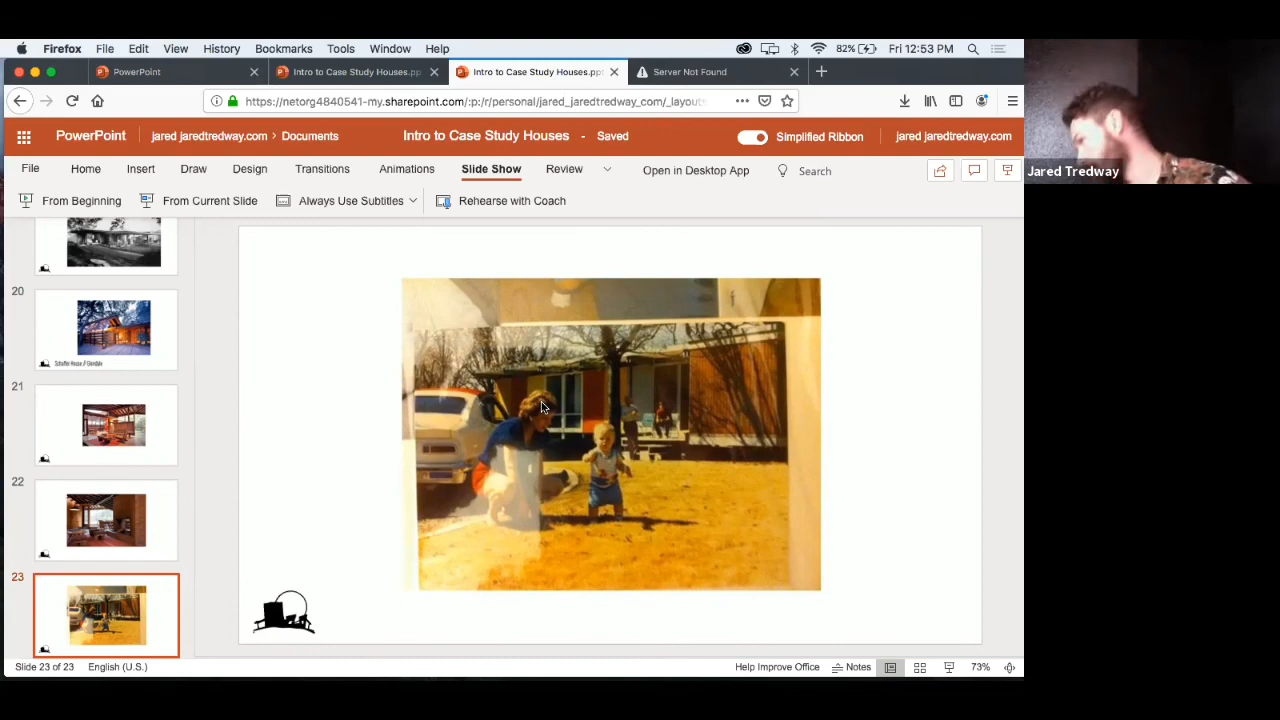 Firefox File Edit View History Bookmarks Tools Window Help 82% Fri 12:53 PM
PowerPoint Intro to Case Study Houses.pp Intro to Case Study Houses.ppt Server Not Found
https://netorg4840541-my.sharepoint.com/:p:/r/personal/jared_jaredtredway_com/_layouts
PowerPoint jared jaredtredway.com > Documents Intro to Case Study Houses - Saved Simplified Ribbon jared jaredtredway.com
File Home Insert Draw Design Transitions Animations Slide Show Review Open in Desktop App Search
Jared Tredway
From Beginning From Current Slide Always Use Subtitles Rehearse with Coach
20
21
22
23
Slide 23 of 23 English (U.S.) Help Improve Office Notes 73%